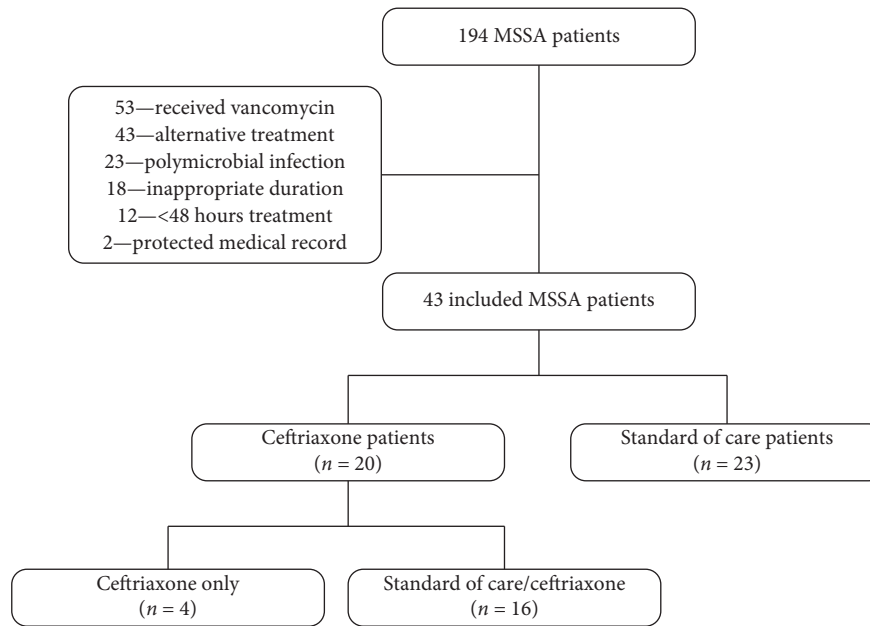 194 MSSA patients
53—received vancomycin
43—alternative treatment
23—polymicrobial infection
18—inappropriate duration
12—<48 hours treatment
2—protected medical record
43 included MSSA patients
Ceftriaxone patients
(n = 20)
Standard of care patients
(n = 23)
Ceftriaxone only
(n = 4)
Standard of care/ceftriaxone
(n = 16)